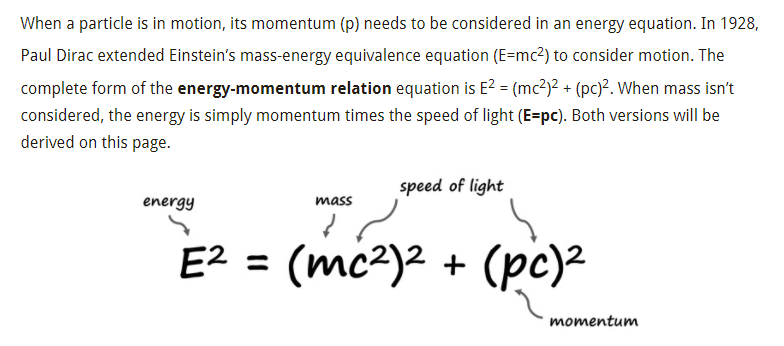 When a particle is in motion, its momentum (p) needs to be considered in an energy equation. In 1928,
Paul Dirac extended Einstein’s mass-energy equivalence equation (E=mc²) to consider motion. The
complete form of the energy-momentum relation equation is E² = (mc²)² + (pc)². When mass isn’t
considered, the energy is simply momentum times the speed of light (E=pc). Both versions will be
derived on this page.
speed of light
energy
mass
E² = (mc²)² + (pc)²
momentum